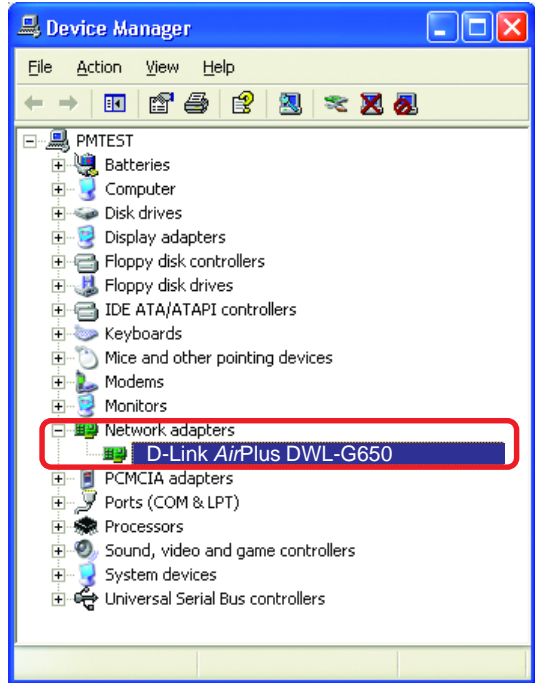 Device Manager
File Action View Help
PMTEST
Batteries
Computer
Disk drives
Display adapters
Floppy disk controllers
Floppy disk drives
IDE ATA/ATAPI controllers
Keyboards
Mice and other pointing devices
Modems
Monitors
Network adapters
D-Link AirPlus DWL-G650
PCMCIA adapters
Ports (COM & LPT)
Processors
Sound, video and game controllers
System devices
Universal Serial Bus controllers